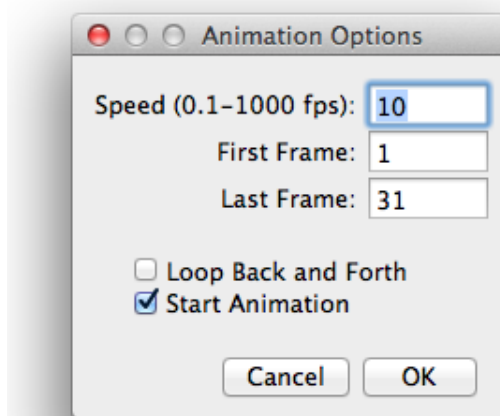 Animation Options
Speed (0.1–1000 fps): 10
First Frame: 1
Last Frame: 31
Loop Back and Forth
Start Animation
Cancel OK